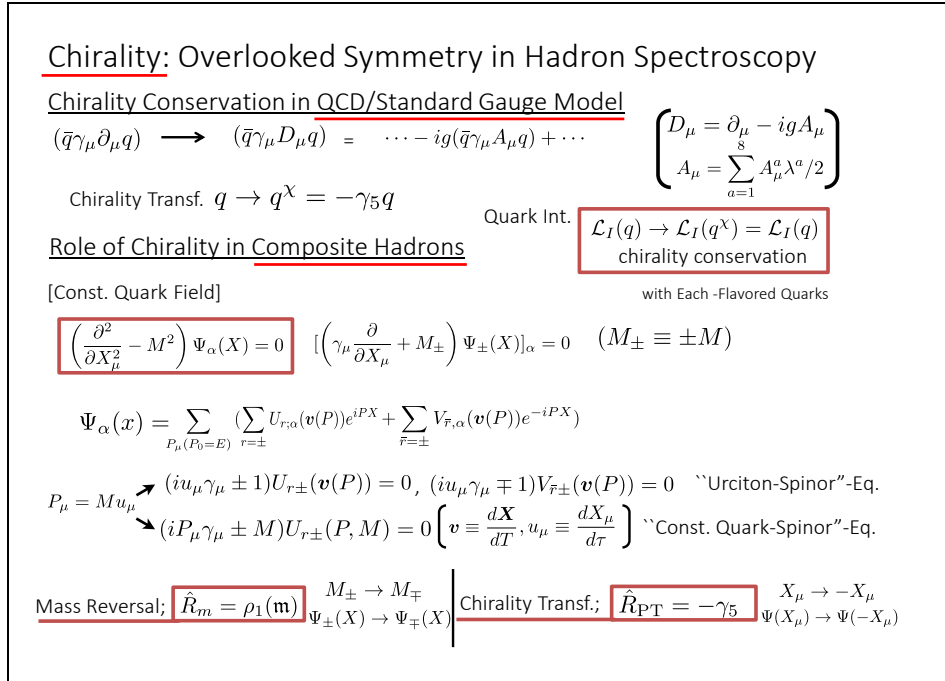 Chirality: Overlooked Symmetry in Hadron Spectroscopy
Chirality Conservation in QCD/Standard Gauge Model
(q̄γ_μ∂_μq) ⟶ (q̄γ_μD_μq) = ⋯ − ig(q̄γ_μA_μq) + ⋯
D_μ = ∂_μ − igA_μ
A_μ = ∑_{a=1}^{8} A_μ^a λ^a/2
Chirality Transf. q → q^χ = −γ_5q
Quark Int.
ℒ_I(q) → ℒ_I(q^χ) = ℒ_I(q)
chirality conservation
Role of Chirality in Composite Hadrons
[Const. Quark Field]
with Each -Flavored Quarks
(∂²/∂X_μ² − M²) Ψ_α(X) = 0 [(γ_μ ∂/∂X_μ + M_±) Ψ_±(X)]_α = 0 (M_± ≡ ±M)
Ψ_α(x) = ∑_{P_μ(P_0=E)} (∑_{r=±} U_{r;α}(v(P))e^{iPX} + ∑_{r̄=±} V_{r̄,α}(v(P))e^{−iPX})
P_μ = Mu_μ
(iu_μγ_μ ± 1)U_{r±}(v(P)) = 0, (iu_μγ_μ ∓ 1)V_{r̄±}(v(P)) = 0 ``Urciton-Spinor”-Eq.
(iP_μγ_μ ± M)U_{r±}(P, M) = 0 (v ≡ dX/dT, u_μ ≡ dX_μ/dτ) ``Const. Quark-Spinor”-Eq.
Mass Reversal; R̂_m = ρ_1(𝔪)
M_± → M_∓
Ψ_±(X) → Ψ_∓(X)
Chirality Transf.; R̂_PT = −γ_5
X_μ → −X_μ
Ψ(X_μ) → Ψ(−X_μ)